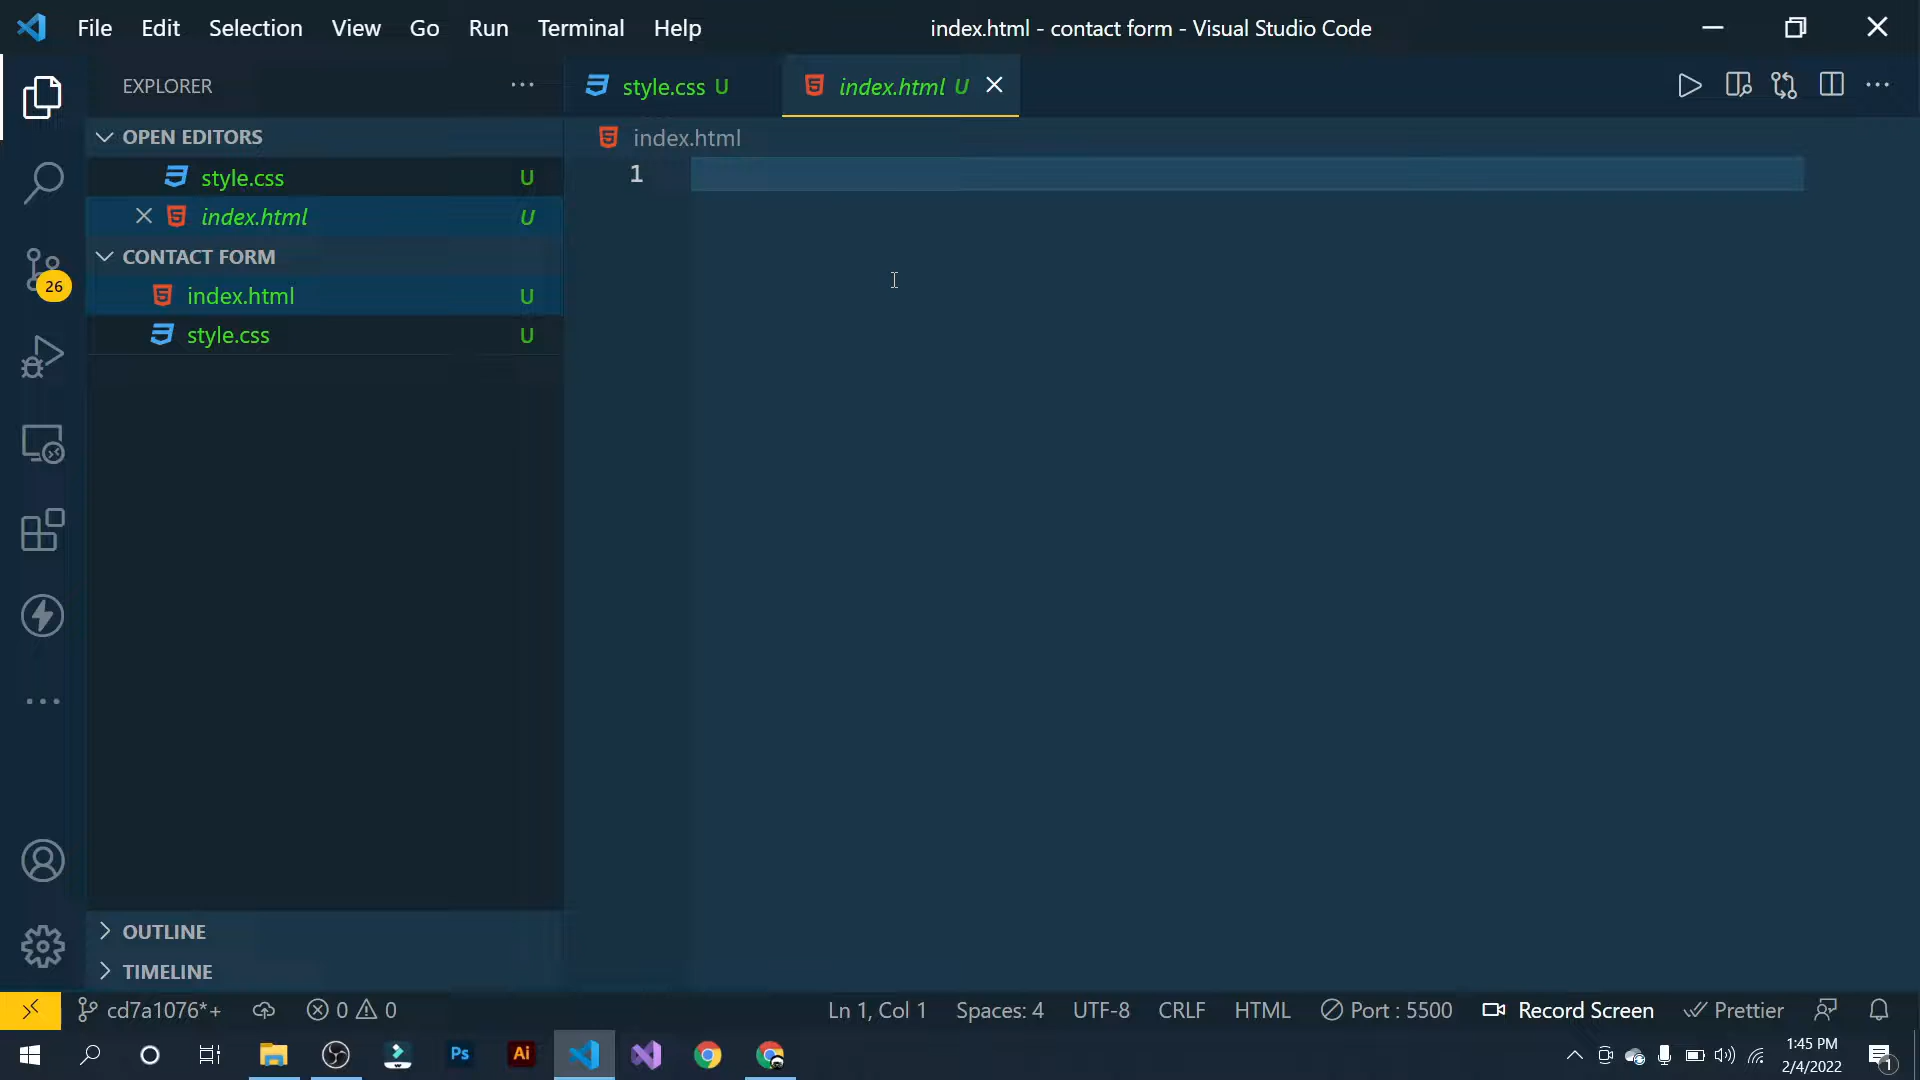 File Edit Selection View Go Run Terminal Help index.html - contact form - Visual Studio Code
EXPLORER
style.css U
index.html U
OPEN EDITORS
index.html
style.css U
1
index.html U
CONTACT FORM
index.html U
style.css U
26
OUTLINE
TIMELINE
cd7a1076*+ 0 0 Ln 1, Col 1 Spaces: 4 UTF-8 CRLF HTML Port : 5500 Record Screen Prettier
Ps Ai
1:45 PM
2/4/2022
1